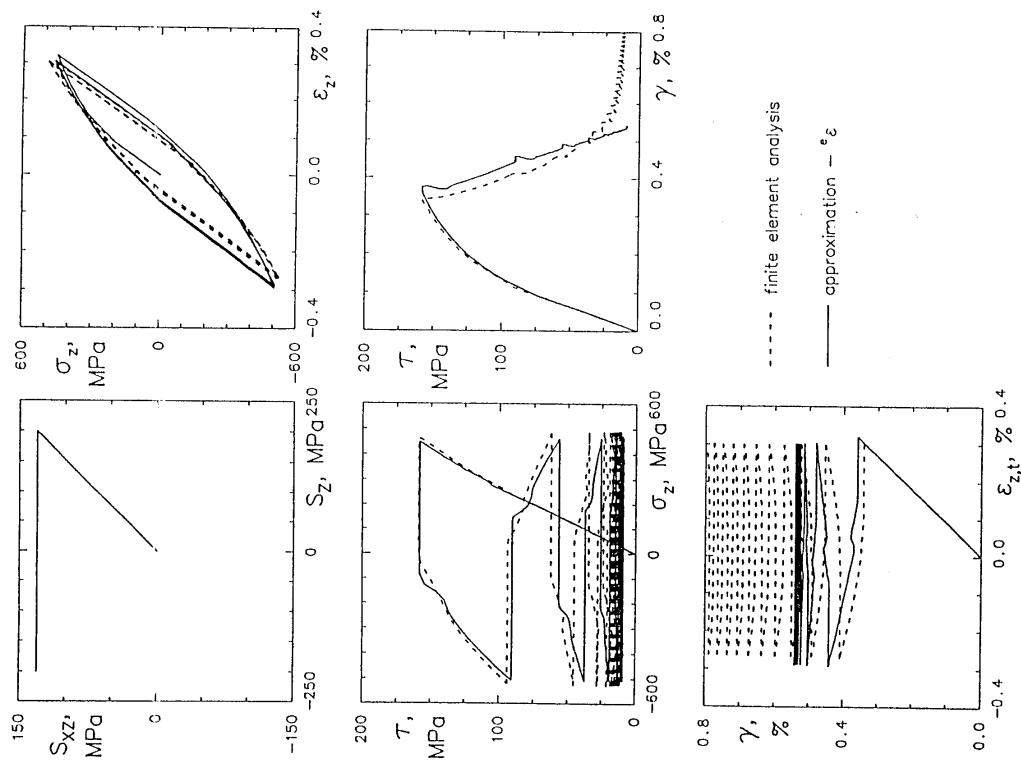 150
S_XZ,
MPa
0
-150
-250
0
S_Z, MPa
250
600
σ_z,
MPa
0
-600
-0.4
0.0
ε_z, %
0.4
200
τ,
MPa
100
0
-600
0
σ_z, MPa
600
200
τ,
MPa
100
0
0.0
0.4
γ, %
0.8
0.8
γ,
%
0.4
0.0
-0.4
0.0
ε_z,t, %
0.4
finite element analysis
approximation – ᵉε